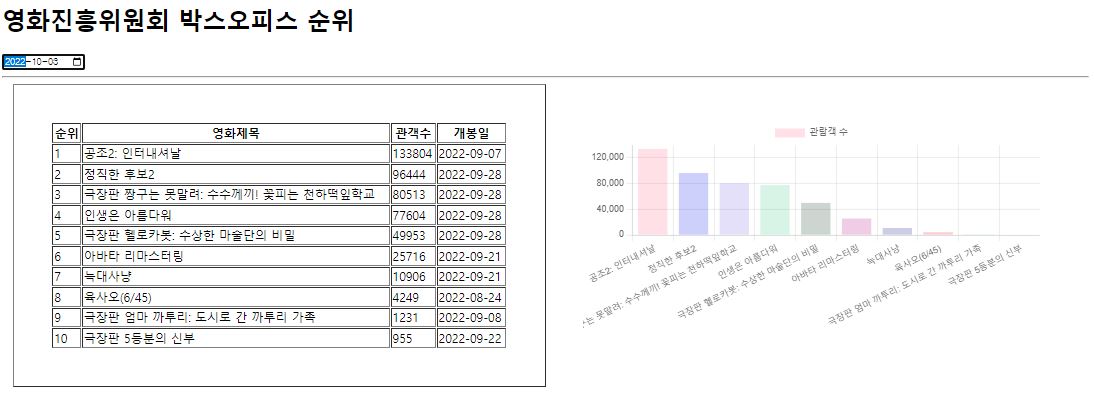 영화진흥위원회 박스오피스 순위
2022-10-03
순위 영화제목 관객수 개봉일
1 공조2: 인터내셔날 133804 2022-09-07
2 정직한 후보2 96444 2022-09-28
3 극장판 짱구는 못말려: 수수께끼! 꽃피는 천하떡잎학교 80513 2022-09-28
4 인생은 아름다워 77604 2022-09-28
5 극장판 헬로카봇: 수상한 마술단의 비밀 49953 2022-09-28
6 아바타 리마스터링 25716 2022-09-21
7 늑대사냥 10906 2022-09-21
8 육사오(6/45) 4249 2022-08-24
9 극장판 엄마 까투리: 도시로 간 까투리 가족 1231 2022-09-08
10 극장판 5등분의 신부 955 2022-09-22
관람객 수
120,000
80,000
40,000
0
공조2: 인터내셔날
정직한 후보2
는 못말려: 수수께끼! 꽃피는 천하떡잎학교
인생은 아름다워
극장판 헬로카봇: 수상한 마술단의 비밀
아바타 리마스터링
늑대사냥
육사오(6/45)
극장판 엄마 까투리: 도시로 간 까투리 가족
극장판 5등분의 신부